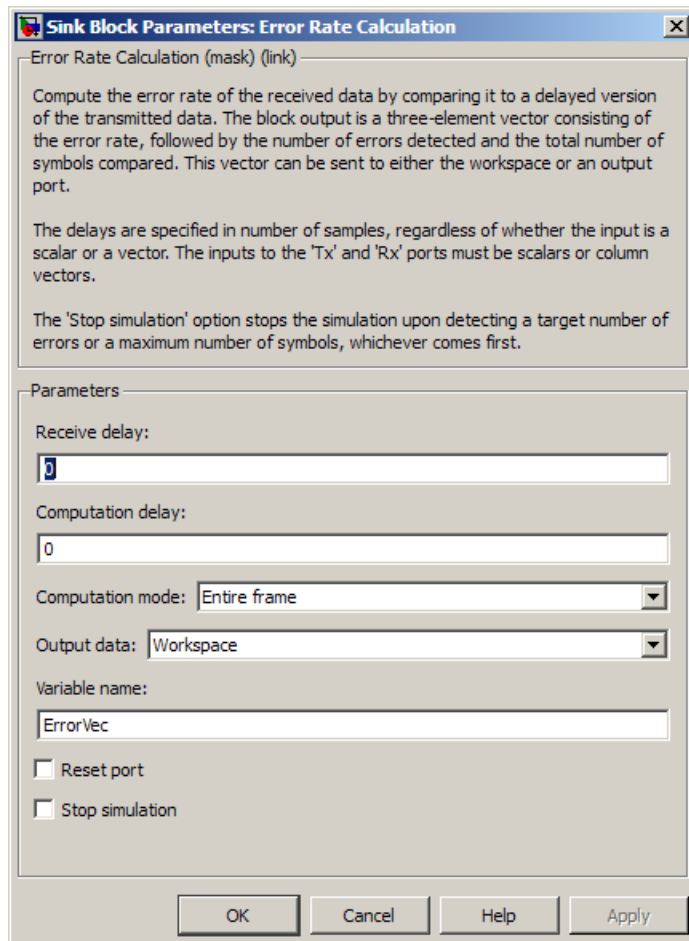 Sink Block Parameters: Error Rate Calculation
Error Rate Calculation (mask) (link)
Compute the error rate of the received data by comparing it to a delayed version
of the transmitted data. The block output is a three-element vector consisting of
the error rate, followed by the number of errors detected and the total number of
symbols compared. This vector can be sent to either the workspace or an output
port.
The delays are specified in number of samples, regardless of whether the input is a
scalar or a vector. The inputs to the 'Tx' and 'Rx' ports must be scalars or column
vectors.
The 'Stop simulation' option stops the simulation upon detecting a target number of
errors or a maximum number of symbols, whichever comes first.
Parameters
Receive delay:
0
Computation delay:
0
Computation mode: Entire frame
Output data: Workspace
Variable name:
ErrorVec
Reset port
Stop simulation
OK Cancel Help Apply